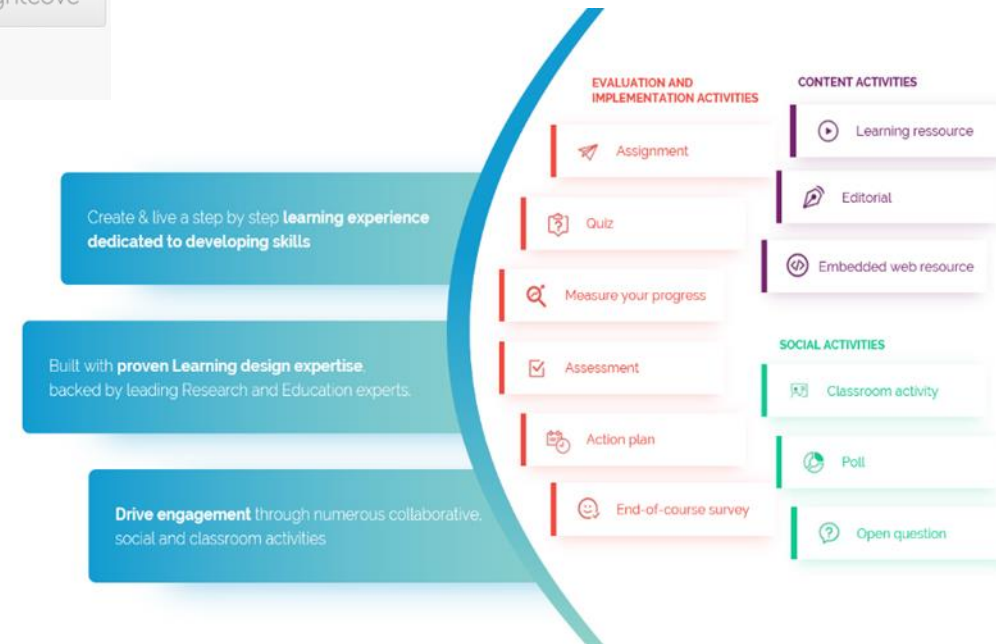 Create & live a step by step learning experience
dedicated to developing skills
Built with proven Learning design expertise,
backed by leading Research and Education experts.
Drive engagement through numerous collaborative,
social and classroom activities
EVALUATION AND
IMPLEMENTATION ACTIVITIES
Assignment
Quiz
Measure your progress
Assessment
Action plan
End-of-course survey
CONTENT ACTIVITIES
Learning ressource
Editorial
Embedded web resource
SOCIAL ACTIVITIES
Classroom activity
Poll
Open question